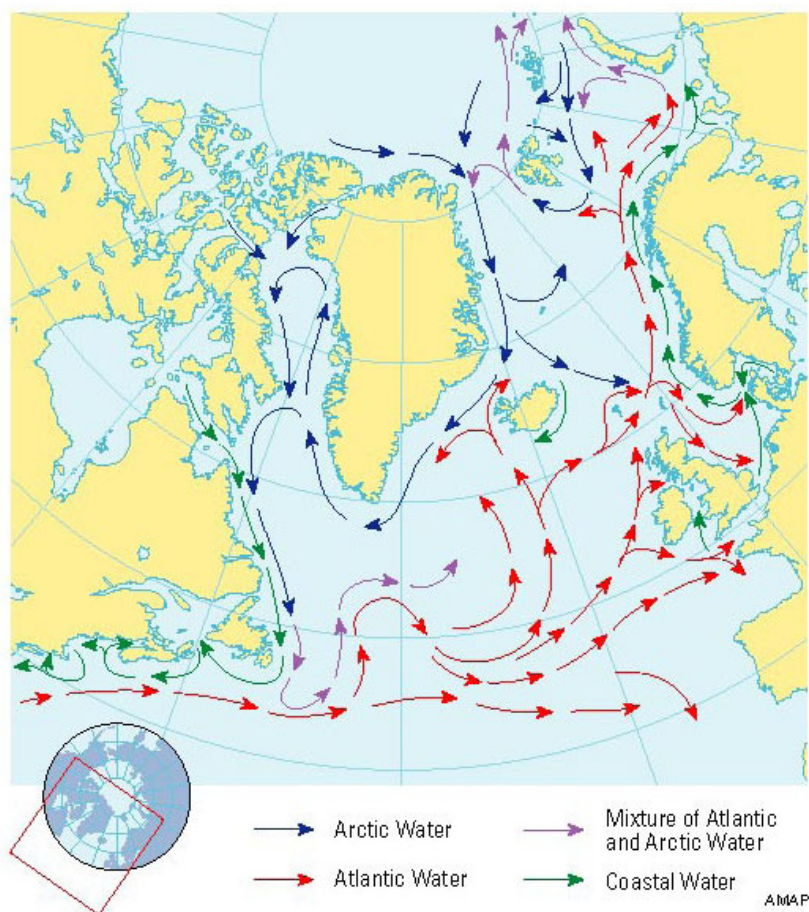 Arctic Water
Atlantic Water
Mixture of Atlantic
and Arctic Water
Coastal Water
AMAP